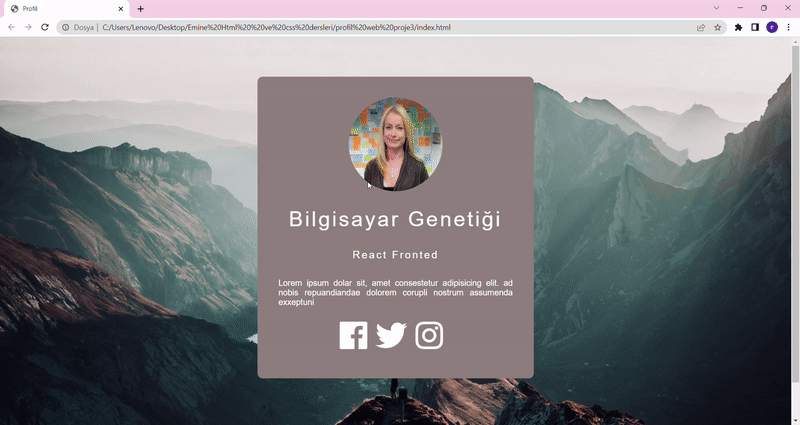 Profil
Dosya | C:/Users/Lenovo/Desktop/Emine%20Html%20%20ve%20css%20dersleri/profil%20web%20proje3/index.html
e
Bilgisayar Genetiği
React Fronted
Lorem ipsum dolar sit, amet consestetur adipisicing elit. ad
nobis repuandiandae dolorem corupli nostrum assumenda
exxeptuni